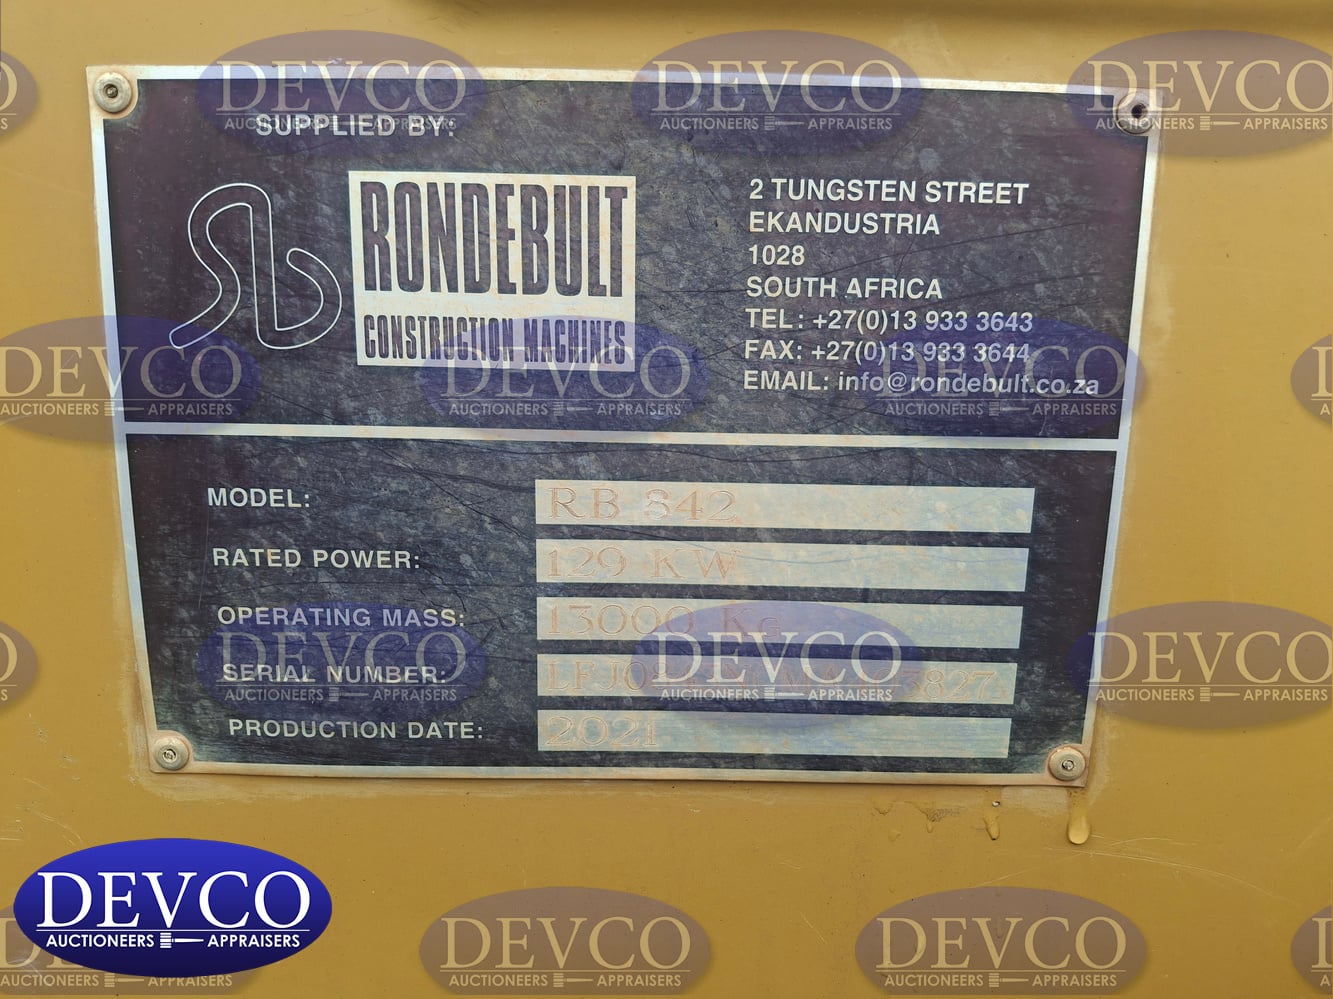 SUPPLIED BY:
RONDEBULT
CONSTRUCTION MACHINES
2 TUNGSTEN STREET
EKANDUSTRIA
1028
SOUTH AFRICA
TEL: +27(0)13 933 3643
FAX: +27(0)13 933 3644
EMAIL: info@rondebult.co.za
MODEL: RB 842
RATED POWER: 129 KW
OPERATING MASS: 13000 KG
SERIAL NUMBER:
PRODUCTION DATE: 2021
DEVCO
AUCTIONEERS APPRAISERS